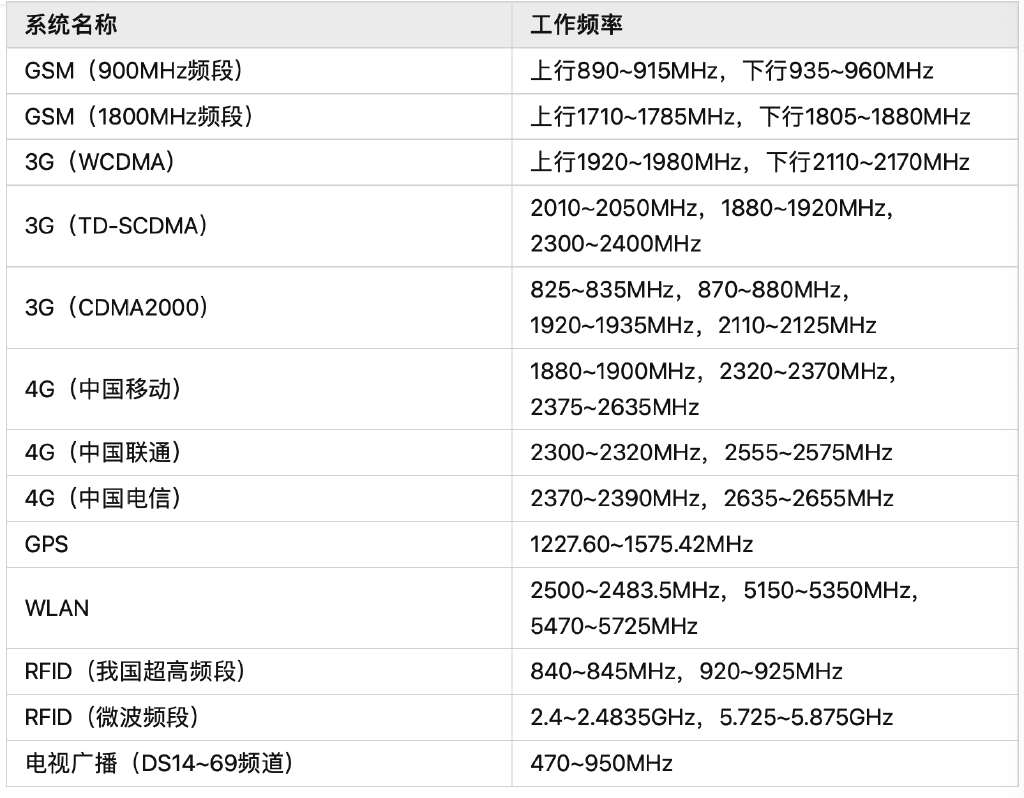 系统名称 工作频率
GSM（900MHz频段） 上行890~915MHz，下行935~960MHz
GSM（1800MHz频段） 上行1710~1785MHz，下行1805~1880MHz
3G（WCDMA） 上行1920~1980MHz，下行2110~2170MHz
3G（TD-SCDMA） 2010~2050MHz，1880~1920MHz，
2300~2400MHz
3G（CDMA2000） 825~835MHz，870~880MHz，
1920~1935MHz，2110~2125MHz
4G（中国移动） 1880~1900MHz，2320~2370MHz，
2375~2635MHz
4G（中国联通） 2300~2320MHz，2555~2575MHz
4G（中国电信） 2370~2390MHz，2635~2655MHz
GPS 1227.60~1575.42MHz
WLAN 2500~2483.5MHz，5150~5350MHz，
5470~5725MHz
RFID（我国超高频段） 840~845MHz，920~925MHz
RFID（微波频段） 2.4~2.4835GHz，5.725~5.875GHz
电视广播（DS14~69频道） 470~950MHz